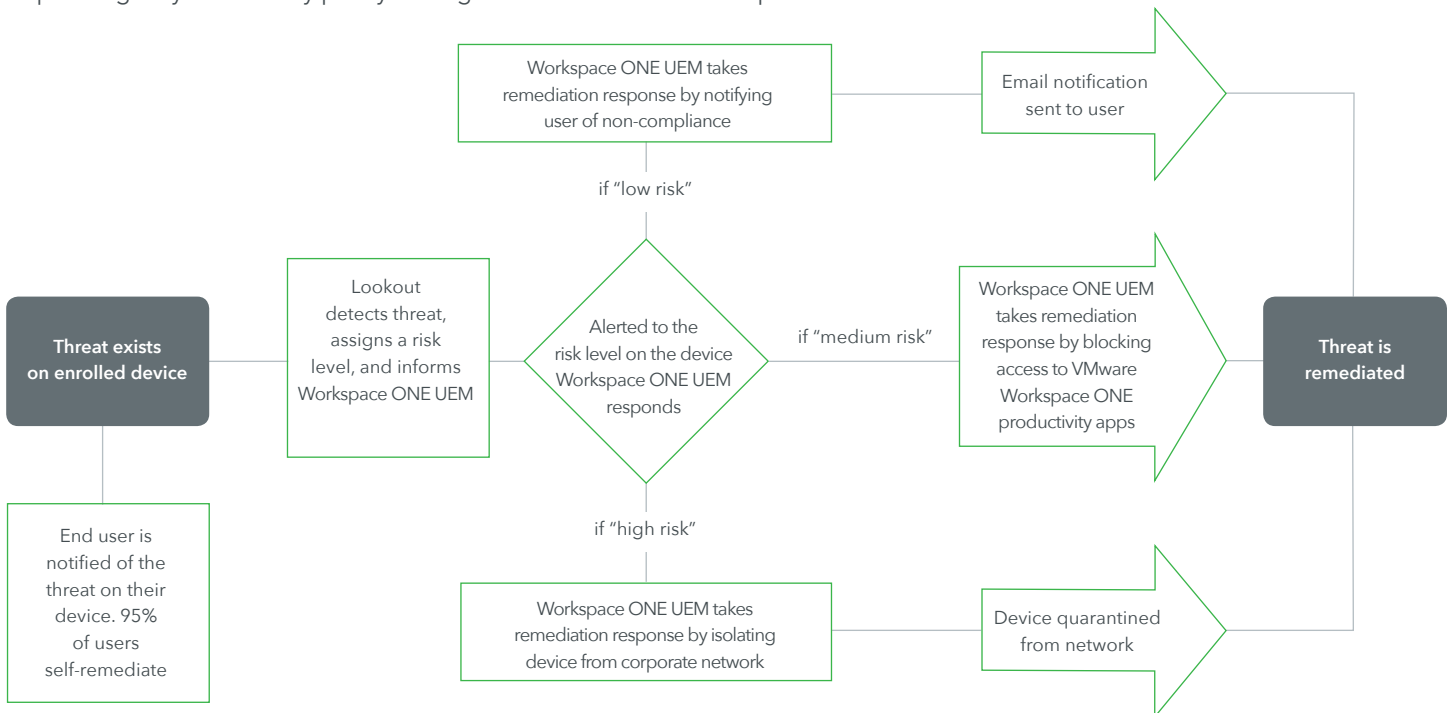 Workspace ONE UEM takes
remediation response by notifying
user of non-compliance
Email notification
sent to user
if “low risk”
Threat exists
on enrolled device
Lookout
detects threat,
assigns a risk
level, and informs
Workspace ONE UEM
Alerted to the
risk level on the device
Workspace ONE UEM
responds
if “medium risk”
Workspace ONE UEM
takes remediation
response by blocking
access to VMware
Workspace ONE
productivity apps
Threat is
remediated
End user is
notified of the
threat on their
device. 95%
of users
self-remediate
if “high risk”
Workspace ONE UEM takes
remediation response by isolating
device from corporate network
Device quarantined
from network